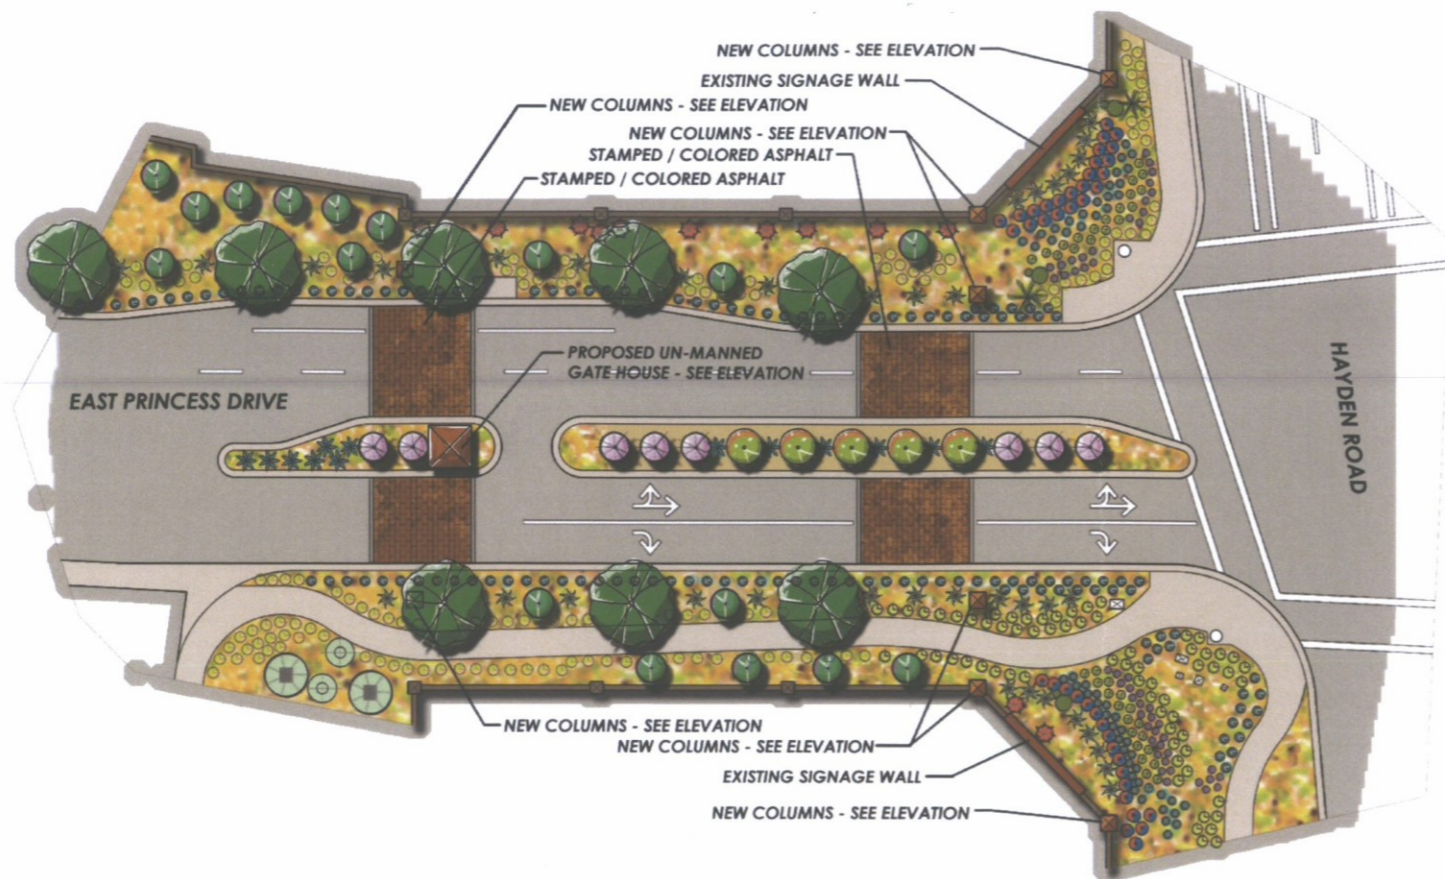 NEW COLUMNS - SEE ELEVATION
EXISTING SIGNAGE WALL
NEW COLUMNS - SEE ELEVATION
NEW COLUMNS - SEE ELEVATION
STAMPED / COLORED ASPHALT
STAMPED / COLORED ASPHALT
PROPOSED UN-MANNED
GATE HOUSE - SEE ELEVATION
EAST PRINCESS DRIVE
HAYDEN ROAD
NEW COLUMNS - SEE ELEVATION
NEW COLUMNS - SEE ELEVATION
EXISTING SIGNAGE WALL
NEW COLUMNS - SEE ELEVATION